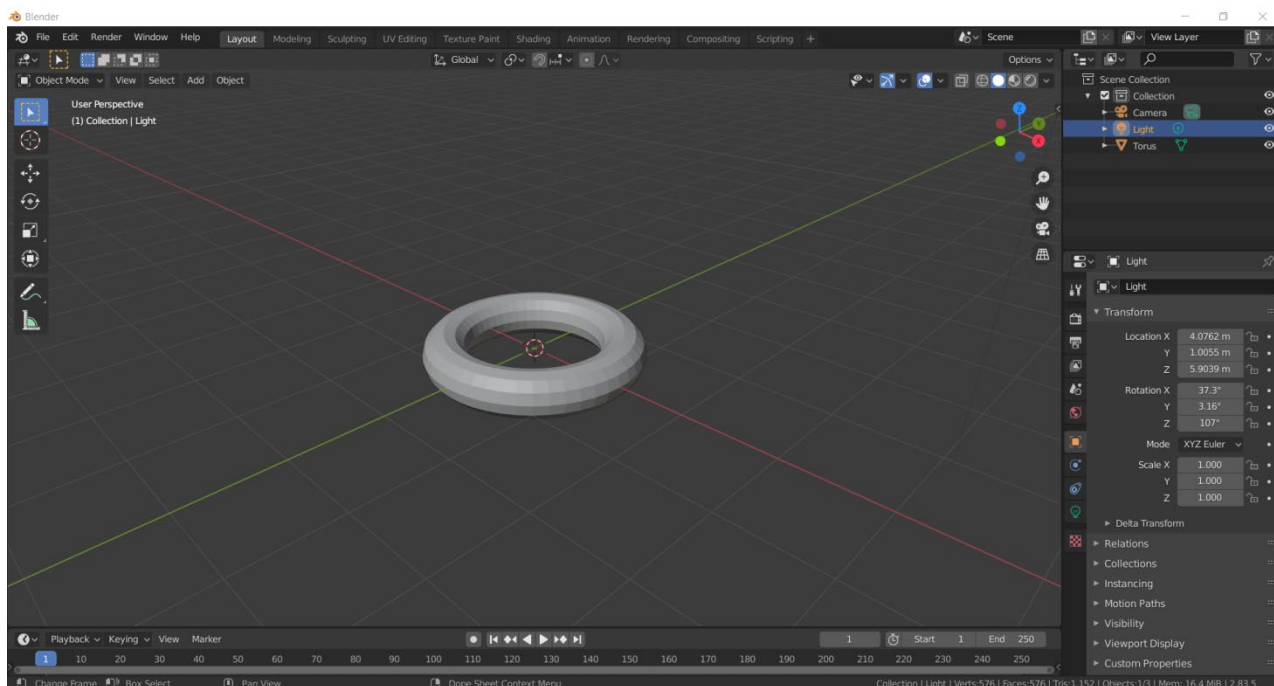 Blender
File Edit Render Window Help Layout Modeling Sculpting UV Editing Texture Paint Shading Animation Rendering Compositing Scripting + Scene View Layer
Global Options
Object Mode View Select Add Object
User Perspective
(1) Collection | Light
Z
Y
X
Scene Collection
Collection
Camera
Light
Torus
Light
Light
Transform
Location X 4.0762 m
Y 1.0055 m
Z 5.9039 m
Rotation X 37.3°
Y 3.16°
Z 107°
Mode XYZ Euler
Scale X 1.000
Y 1.000
Z 1.000
Delta Transform
Relations
Collections
Instancing
Motion Paths
Visibility
Viewport Display
Custom Properties
Playback Keying View Marker 1 Start 1 End 250
1 10 20 30 40 50 60 70 80 90 100 110 120 130 140 150 160 170 180 190 200 210 220 230 240 250
Change Frame Box Select Pan View Dope Sheet Context Menu Collection | Light | Verts:576 | Faces:576 | Tris:1,152 | Objects:1/3 | Mem: 16.4 MiB | 2.83.5